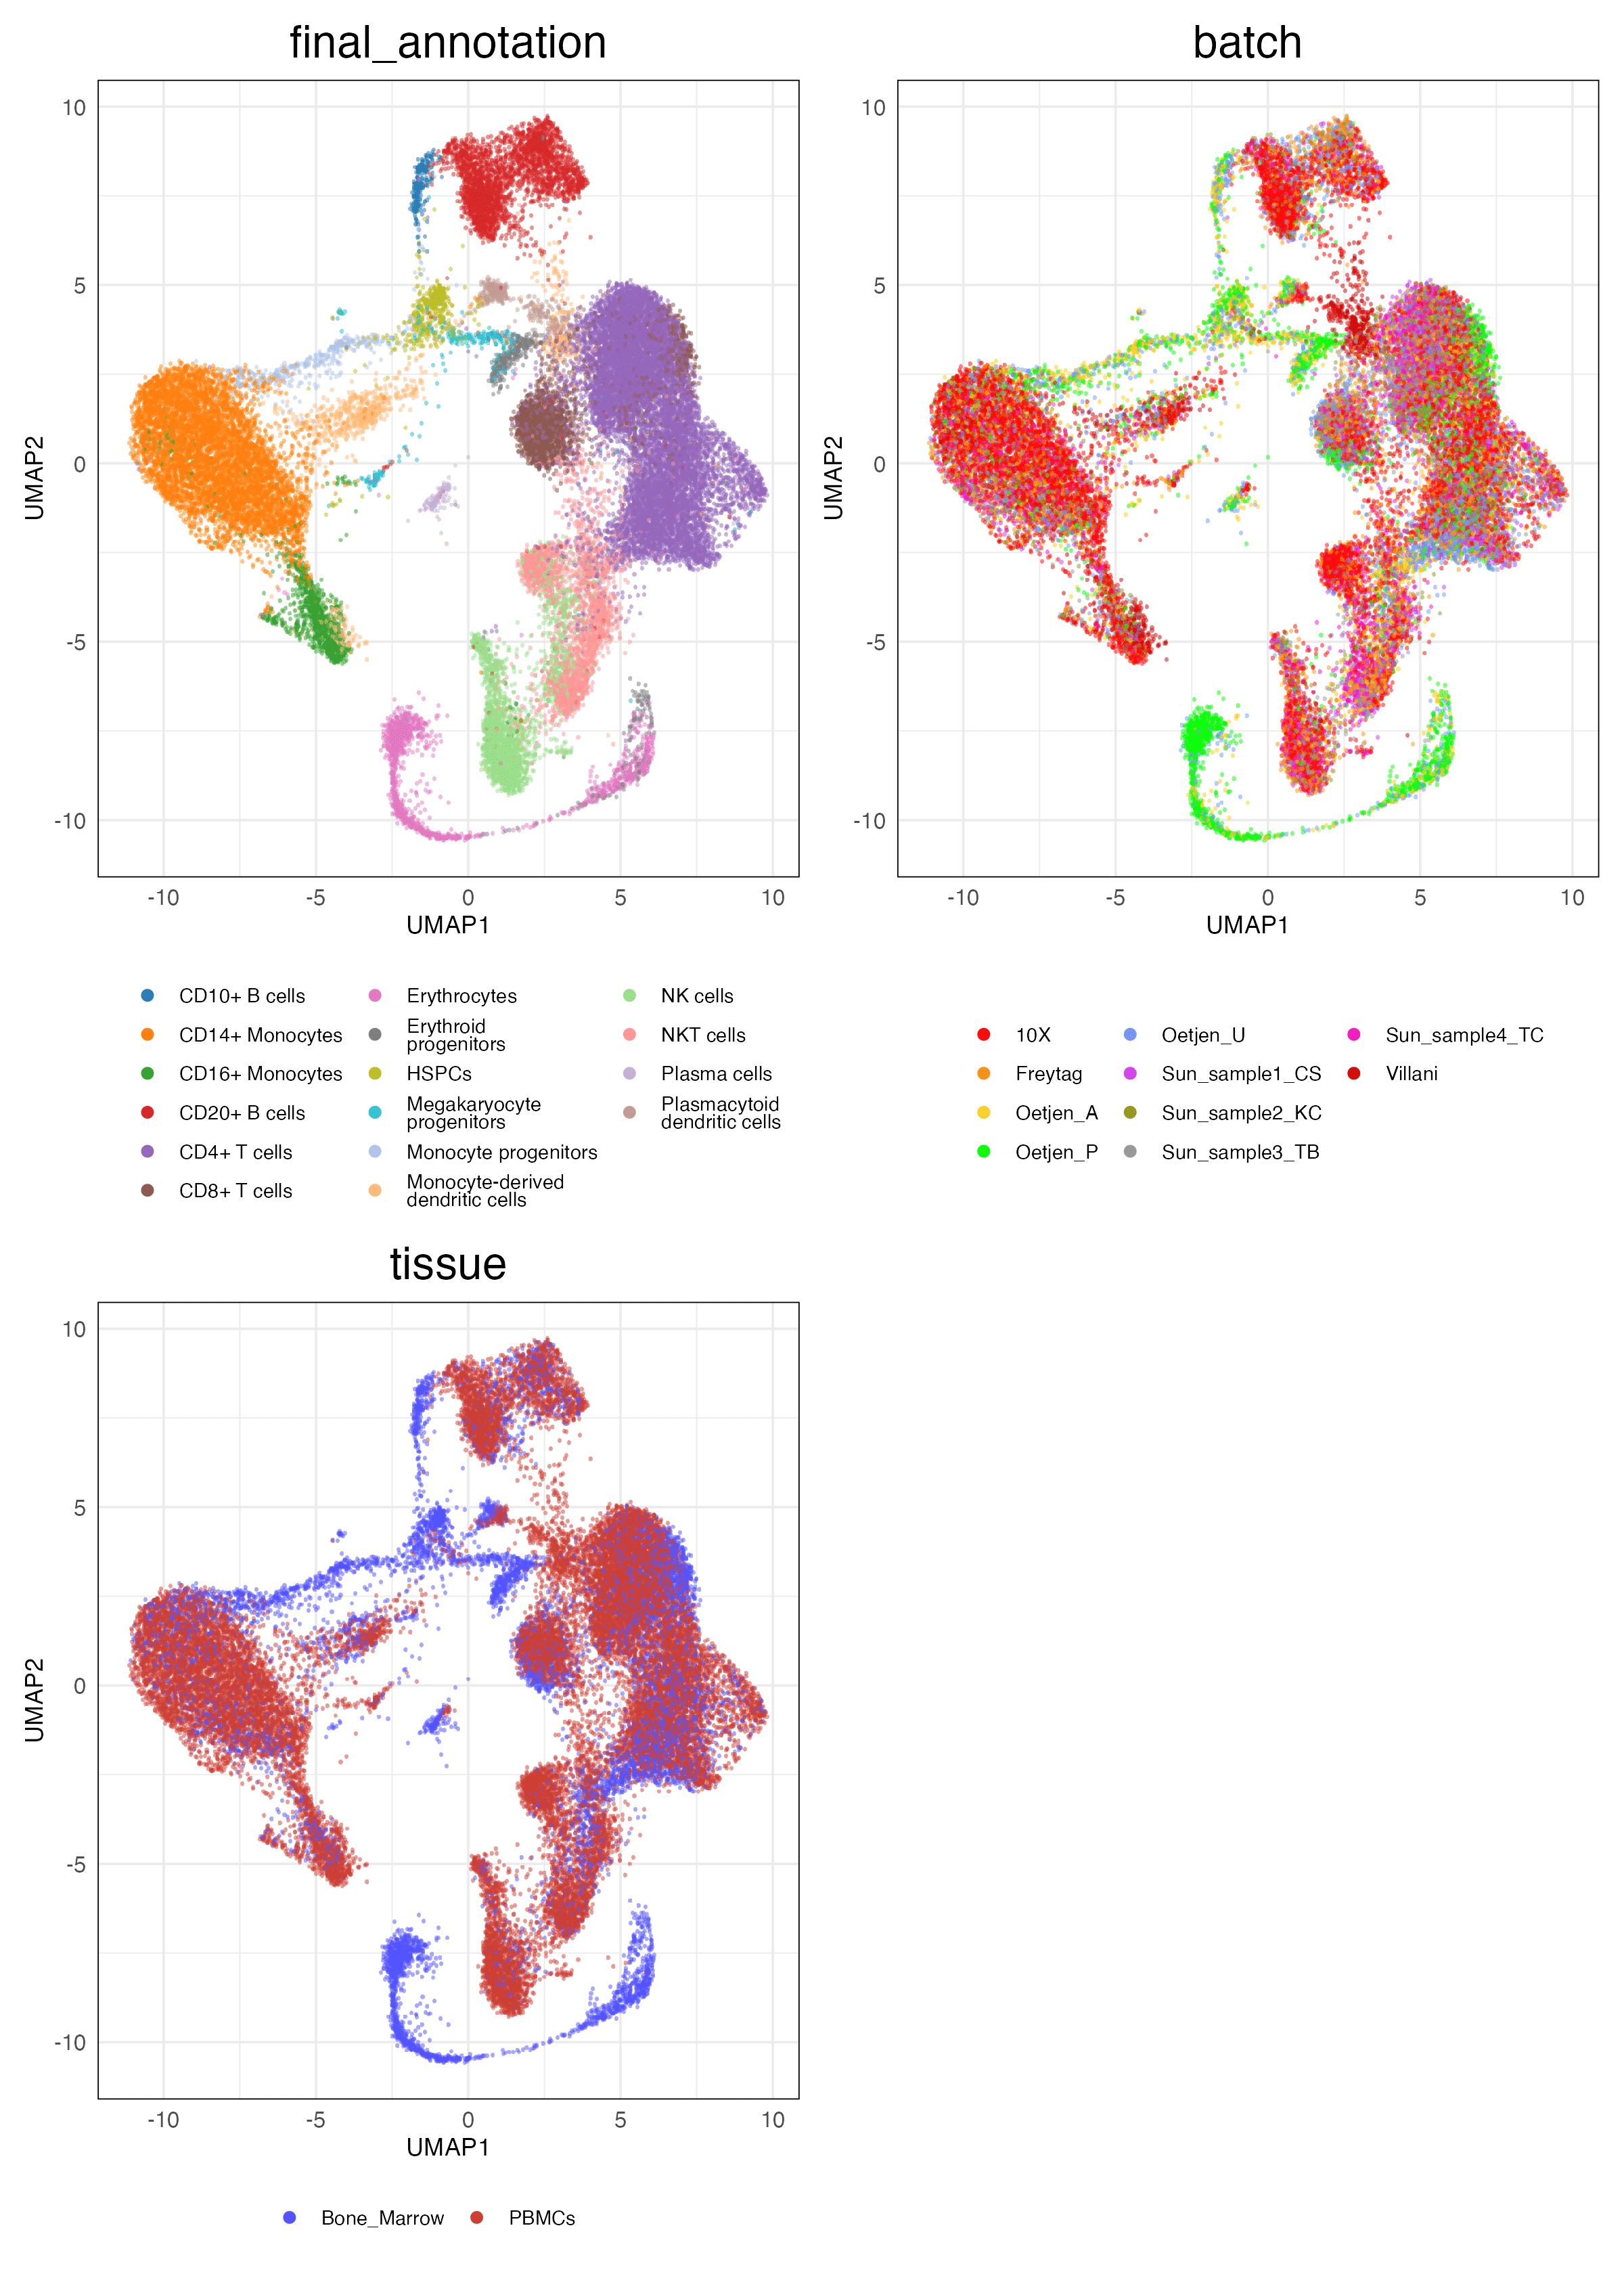 final_annotation
10
5
0
-5
-10
UMAP2
-10
-5
0
5
10
UMAP1
CD10+ B cells
CD14+ Monocytes
CD16+ Monocytes
CD20+ B cells
CD4+ T cells
CD8+ T cells
Erythrocytes
Erythroid
progenitors
HSPCs
Megakaryocyte
progenitors
Monocyte progenitors
Monocyte-derived
dendritic cells
NK cells
NKT cells
Plasma cells
Plasmacytoid
dendritic cells
batch
10
5
0
-5
-10
UMAP2
-10
-5
0
5
10
UMAP1
10X
Freytag
Oetjen_A
Oetjen_P
Oetjen_U
Sun_sample1_CS
Sun_sample2_KC
Sun_sample3_TB
Sun_sample4_TC
Villani
tissue
10
5
0
-5
-10
UMAP2
-10
-5
0
5
10
UMAP1
Bone_Marrow
PBMCs